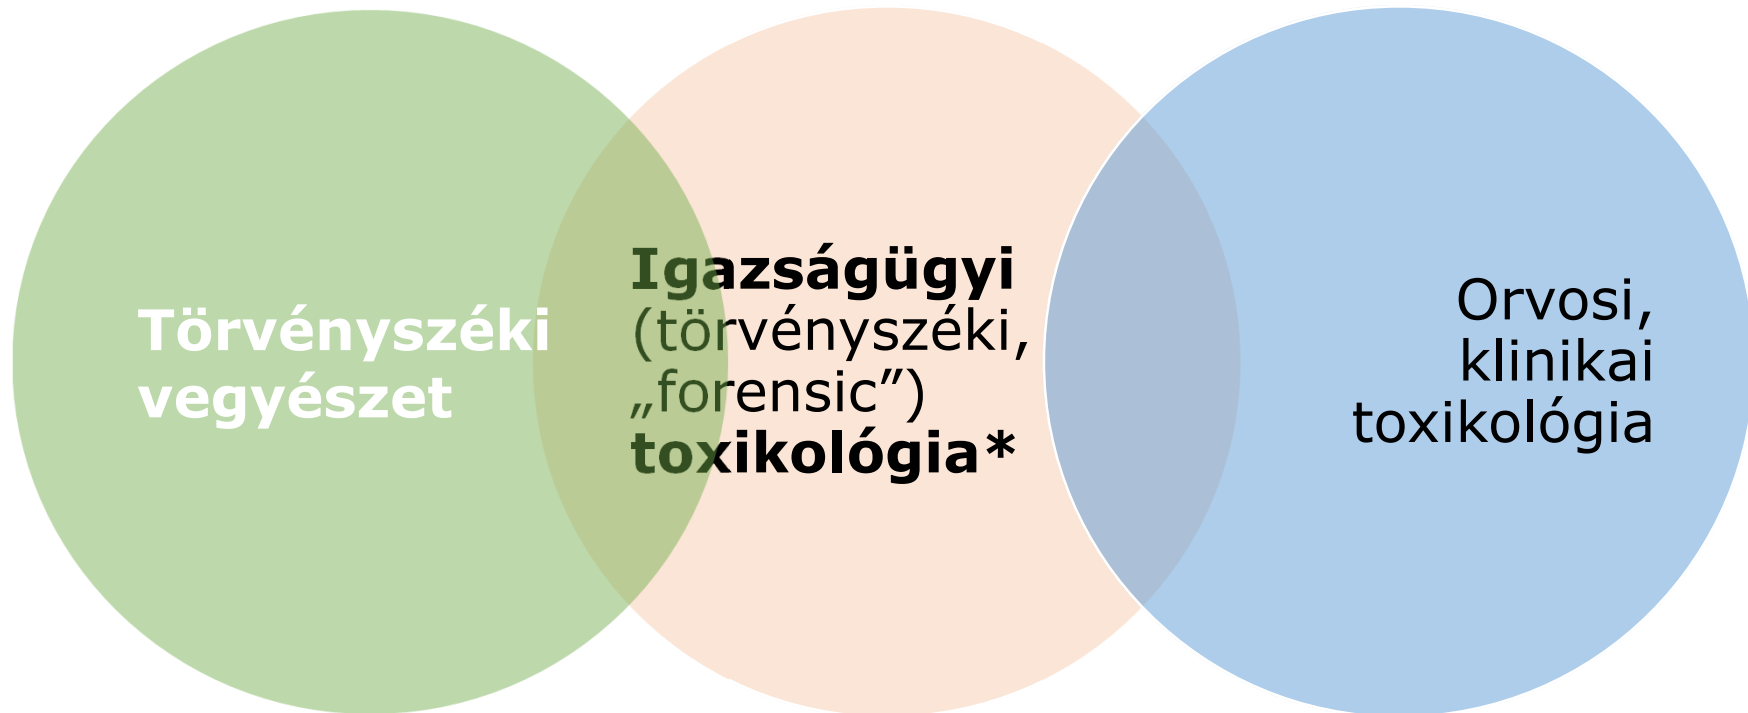 Törvényszéki
vegyészet
Igazságügyi
(törvényszéki,
„forensic”)
toxikológia*
Orvosi,
klinikai
toxikológia